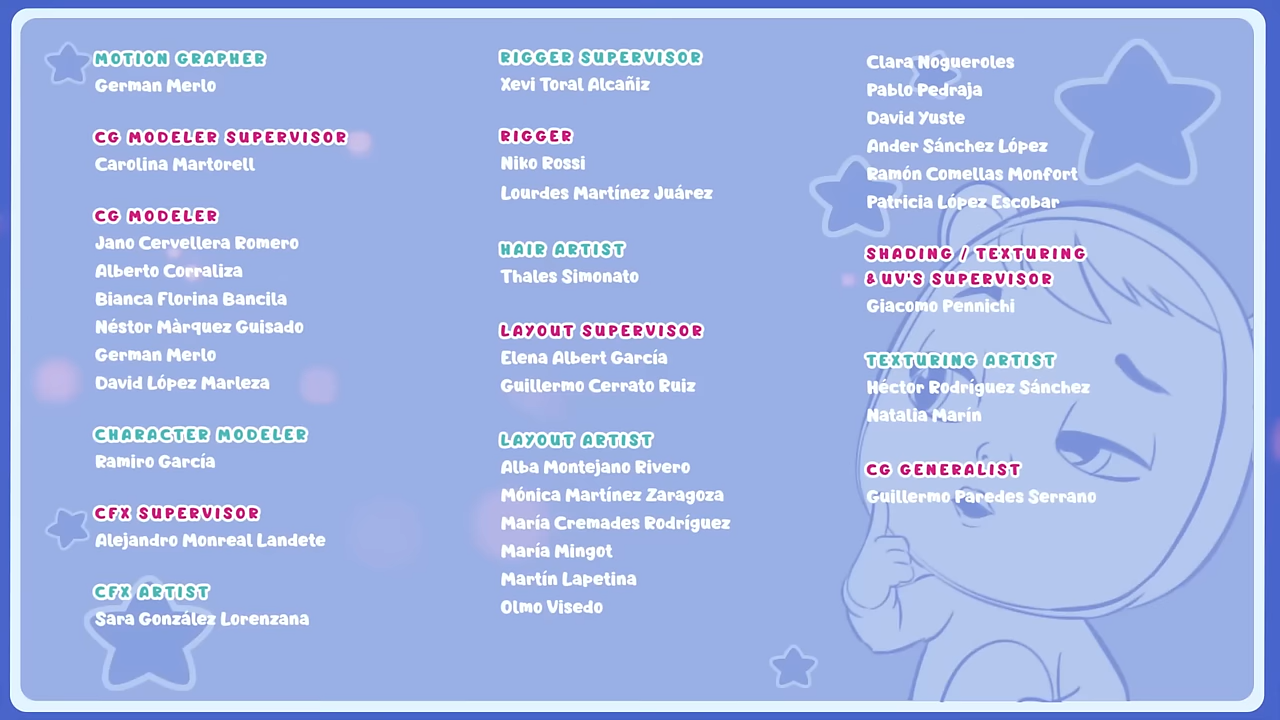 MOTION GRAPHER
German Merlo
CG MODELER SUPERVISOR
Carolina Martorell
CG MODELER
Jano Cervellera Romero
Alberto Corraliza
Bianca Florina Bancila
Néstor Màrquez Guisado
German Merlo
David López Marleza
CHARACTER MODELER
Ramiro García
CFX SUPERVISOR
Alejandro Monreal Landete
CFX ARTIST
Sara González Lorenzana
RIGGER SUPERVISOR
Xevi Toral Alcañiz
RIGGER
Niko Rossi
Lourdes Martínez Juárez
HAIR ARTIST
Thales Simonato
LAYOUT SUPERVISOR
Elena Albert García
Guillermo Cerrato Ruiz
LAYOUT ARTIST
Alba Montejano Rivero
Mónica Martínez Zaragoza
María Cremades Rodríguez
María Mingot
Martín Lapetina
Olmo Visedo
Clara Nogueroles
Pablo Pedraja
David Yuste
Ander Sánchez López
Ramón Comellas Monfort
Patricia López Escobar
SHADING / TEXTURING
&UV'S SUPERVISOR
Giacomo Pennichi
TEXTURING ARTIST
Héctor Rodríguez Sánchez
Natalia Marín
CG GENERALIST
Guillermo Paredes Serrano